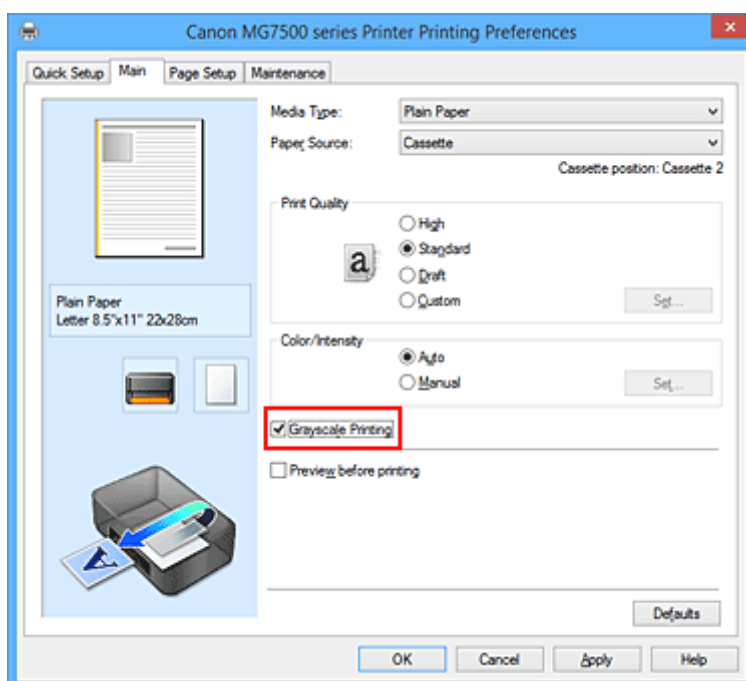 Canon MG7500 series Printer Printing Preferences
Quick Setup Main Page Setup Maintenance
Media Type: Plain Paper
Paper Source: Cassette
Cassette position: Cassette 2
Print Quality
High
a Standard
Draft
Custom Set...
Plain Paper
Letter 8.5"x11" 22x28cm
Color/Intensity
Auto
Manual Set...
Grayscale Printing
Preview before printing
A
Defaults
OK Cancel Apply Help